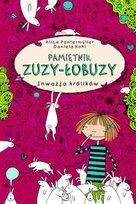 Alice Pantermüller
Daniela Kohl
PAMIĘTNIK
ZUZY-ŁOBUZY
Inwazja królików